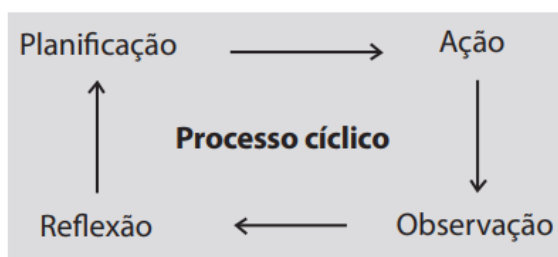 Planificação
Ação
Processo cíclico
Reflexão
Observação